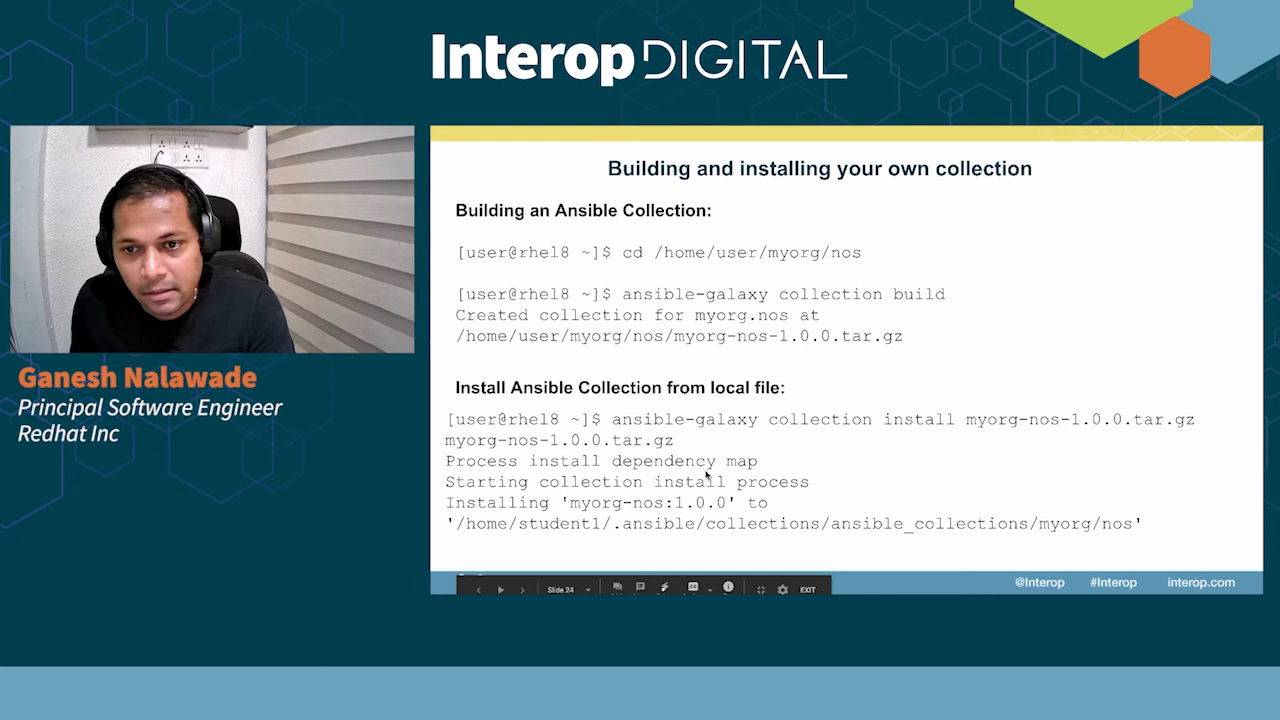 Interop DIGITAL
Building and installing your own collection
Building an Ansible Collection:
[user@rhel8 ~]$ cd /home/user/myorg/nos
[user@rhel8 ~]$ ansible-galaxy collection build
Created collection for myorg.nos at
/home/user/myorg/nos/myorg-nos-1.0.0.tar.gz
Install Ansible Collection from local file:
[user@rhel8 ~]$ ansible-galaxy collection install myorg-nos-1.0.0.tar.gz
myorg-nos-1.0.0.tar.gz
Process install dependency map
Starting collection install process
Installing 'myorg-nos:1.0.0' to
'/home/student1/.ansible/collections/ansible_collections/myorg/nos'
Slide 24
EXIT
@Interop #Interop interop.com
Ganesh Nalawade
Principal Software Engineer
Redhat Inc